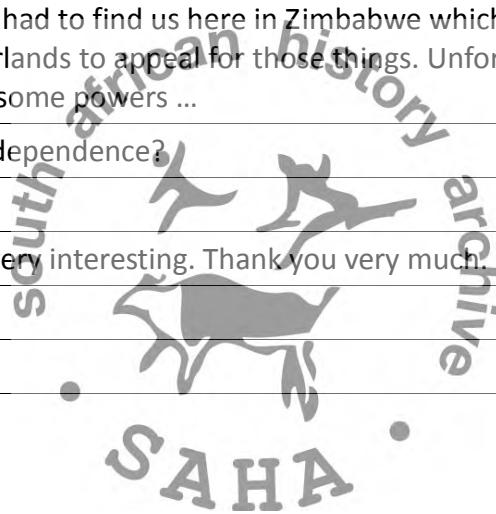 had to find us here in Zimbabwe which
rlands to appeal for those things. Unfor
some powers ...
dependence?
ery interesting. Thank you very much.
south african history archive
SAHA